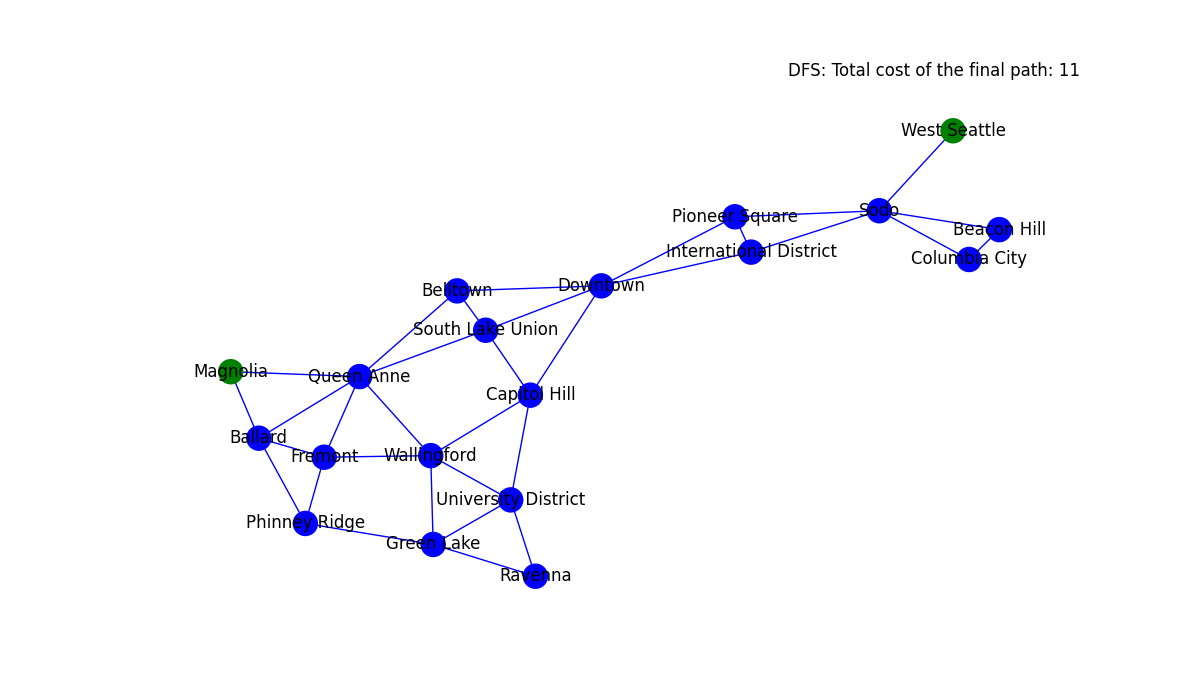 DFS: Total cost of the final path: 11
West Seattle
Sodo
Pioneer Square
Beacon Hill
International District
Columbia City
Downtown
Belltown
South Lake Union
Magnolia
Queen Anne
Capitol Hill
Ballard
Fremont
Wallingford
University District
Phinney Ridge
Green Lake
Ravenna